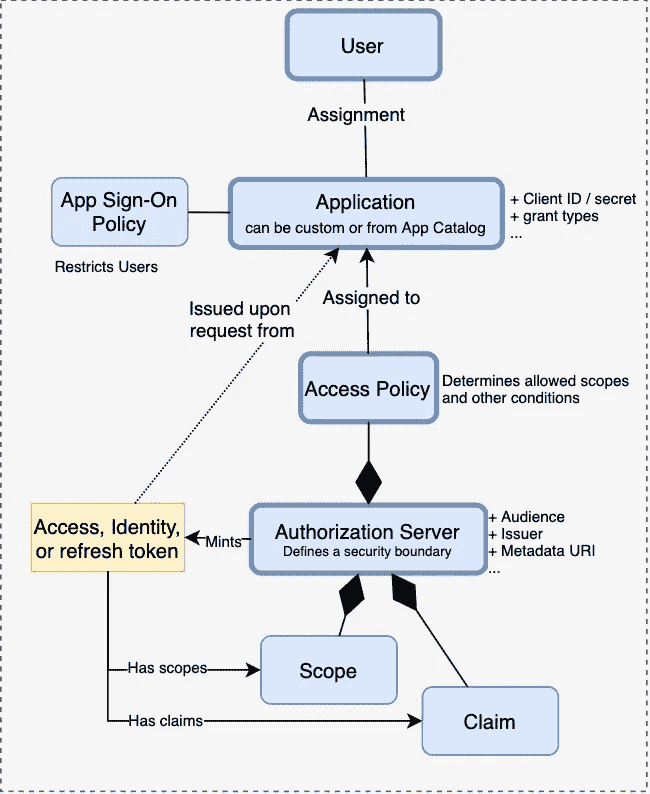 User
Assignment
App Sign-On
Policy
Restricts Users
Application
can be custom or from App Catalog
+ Client ID / secret
+ grant types
...
Issued upon
request from
Assigned to
Access Policy
Determines allowed scopes
and other conditions
Access, Identity,
or refresh token
Mints
Authorization Server
Defines a security boundary
+ Audience
+ Issuer
+ Metadata URI
...
Has scopes
Scope
Has claims
Claim